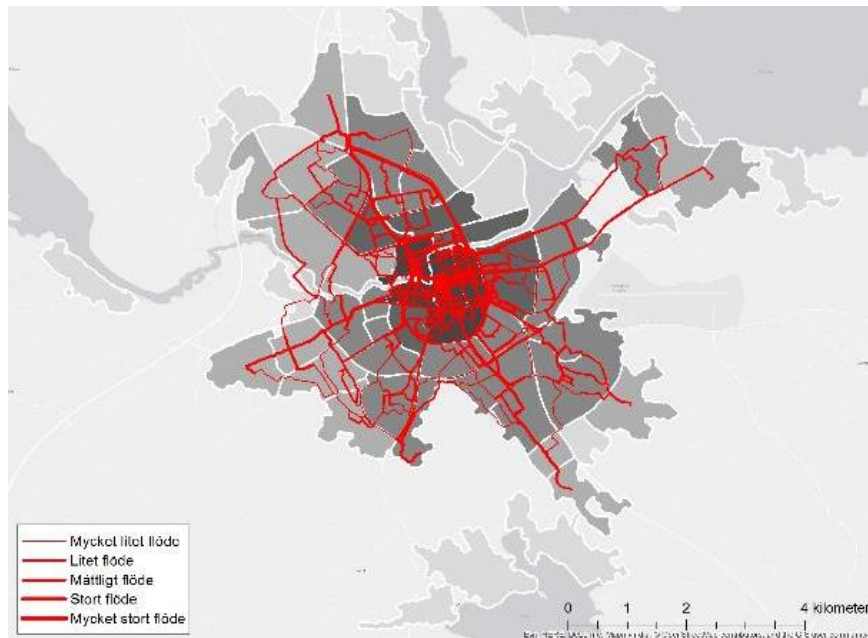 Mycket litet flöde
Litet flöde
Måttligt flöde
Stort flöde
Mycket stort flöde
0 1 2 4 kilometer